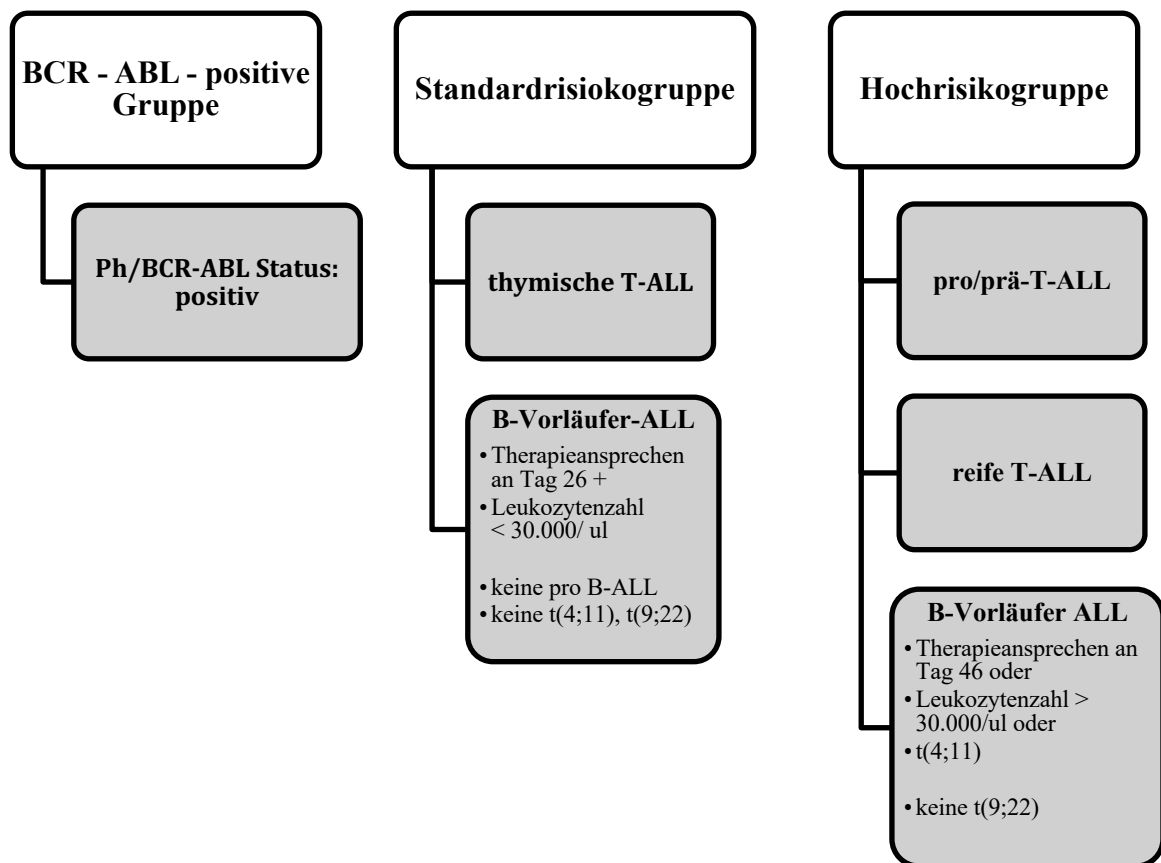 BCR - ABL - positive
Gruppe
Ph/BCR-ABL Status:
positiv
Standardrisiokogruppe
thymische T-ALL
B-Vorläufer-ALL
• Therapieansprechen
an Tag 26 +
• Leukozytenzahl
< 30.000/ ul
• keine pro B-ALL
• keine t(4;11), t(9;22)
Hochrisikogruppe
pro/prä-T-ALL
reife T-ALL
B-Vorläufer ALL
• Therapieansprechen an
Tag 46 oder
• Leukozytenzahl >
30.000/ul oder
• t(4;11)
• keine t(9;22)